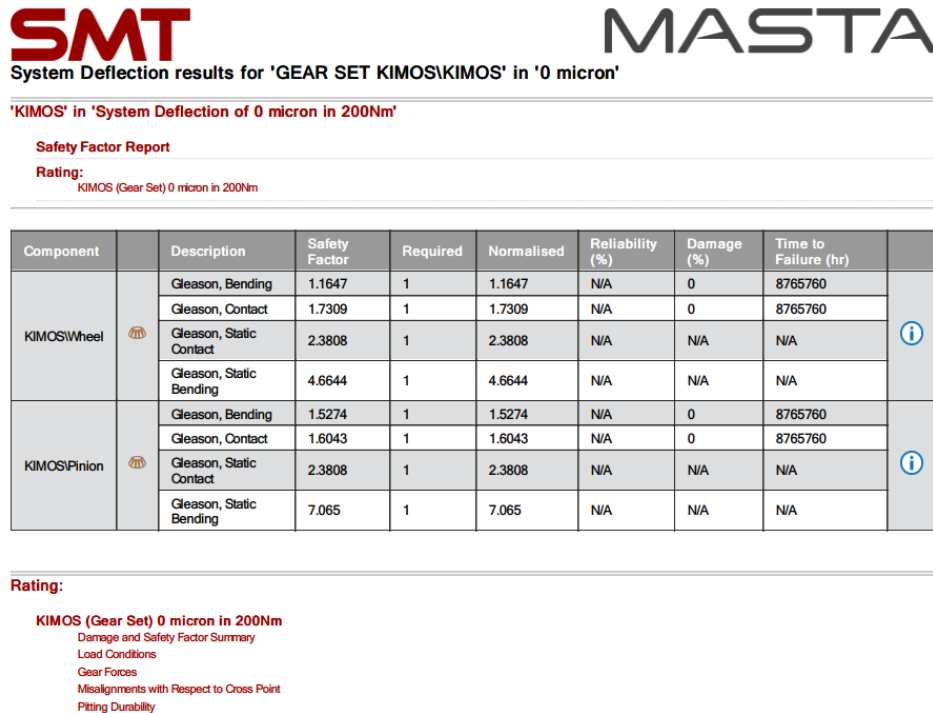 SMT
MASTA
System Deflection results for 'GEAR SET KIMOS\KIMOS' in '0 micron'
'KIMOS' in 'System Deflection of 0 micron in 200Nm'
Safety Factor Report
Rating:
KIMOS (Gear Set) 0 micron in 200Nm
Component Description Safety Factor Required Normalised Reliability (%) Damage (%) Time to Failure (hr)
KIMOS\Wheel
Gleason, Bending 1.1647 1 1.1647 N/A 0 8765760
Gleason, Contact 1.7309 1 1.7309 N/A 0 8765760
Gleason, Static Contact 2.3808 1 2.3808 N/A N/A N/A
Gleason, Static Bending 4.6644 1 4.6644 N/A N/A N/A
KIMOS\Pinion
Gleason, Bending 1.5274 1 1.5274 N/A 0 8765760
Gleason, Contact 1.6043 1 1.6043 N/A 0 8765760
Gleason, Static Contact 2.3808 1 2.3808 N/A N/A N/A
Gleason, Static Bending 7.065 1 7.065 N/A N/A N/A
Rating:
KIMOS (Gear Set) 0 micron in 200Nm
Damage and Safety Factor Summary
Load Conditions
Gear Forces
Misalignments with Respect to Cross Point
Pitting Durability